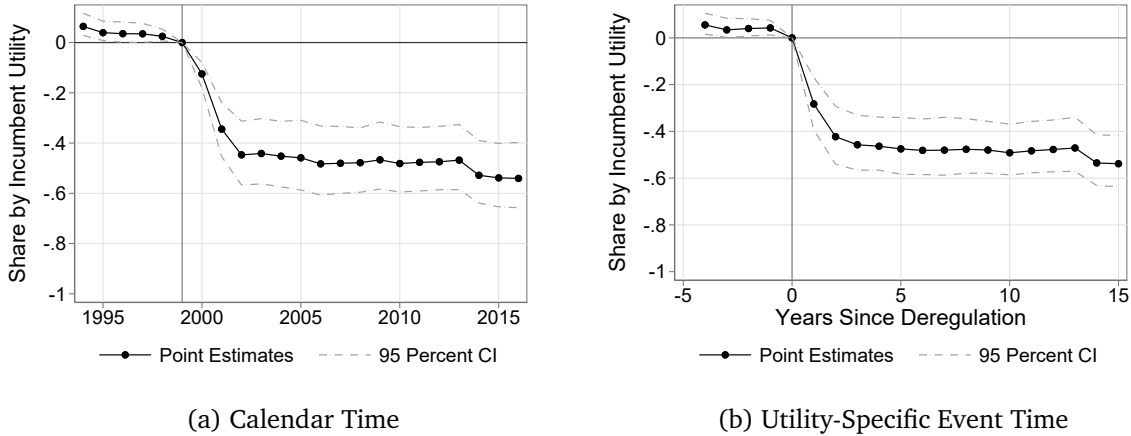 Share by Incumbent Utility
0
-.2
-.4
-.6
-.8
-1
1995 2000 2005 2010 2015
Point Estimates 95 Percent CI
(a) Calendar Time
Share by Incumbent Utility
0
-.2
-.4
-.6
-.8
-1
-5 0 5 10 15
Years Since Deregulation
Point Estimates 95 Percent CI
(b) Utility-Specific Event Time